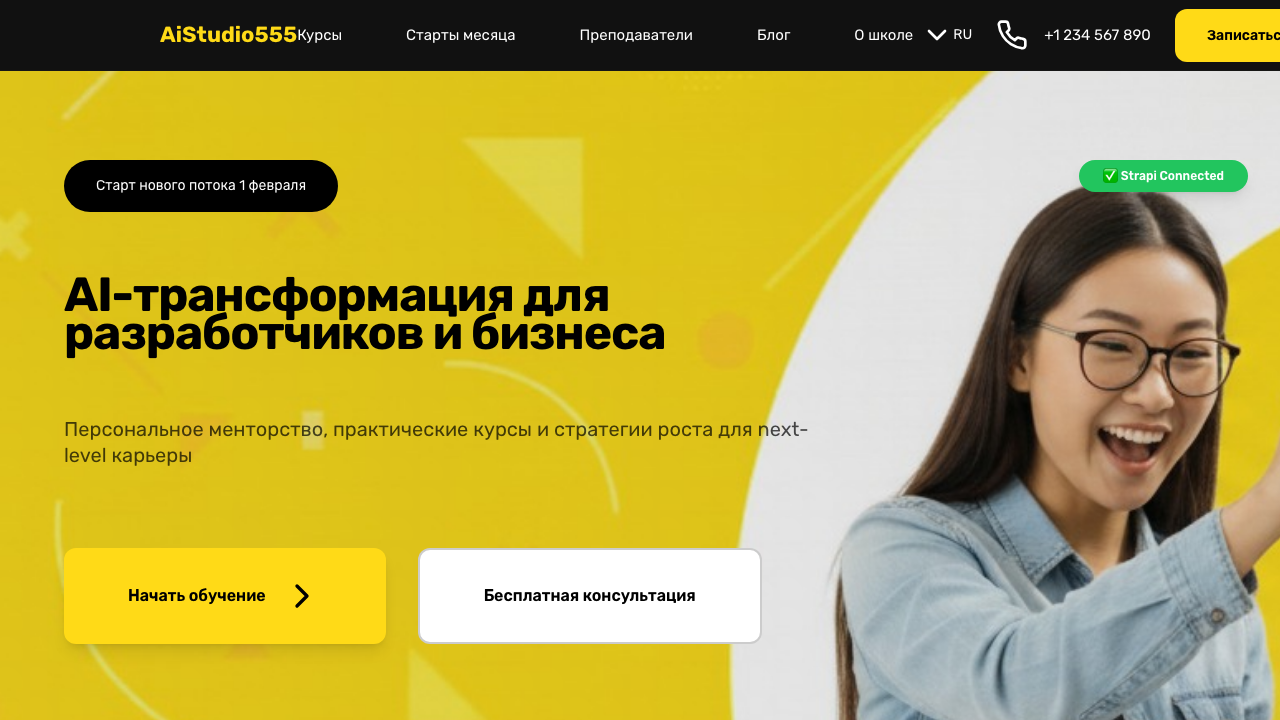 AiStudio555 Курсы Старты месяца Преподаватели Блог О школе RU +1 234 567 890 Записатьс
Старт нового потока 1 февраля
✅ Strapi Connected
AI-трансформация для
разработчиков и бизнеса
Персональное менторство, практические курсы и стратегии роста для next-
level карьеры
Начать обучение
Бесплатная консультация